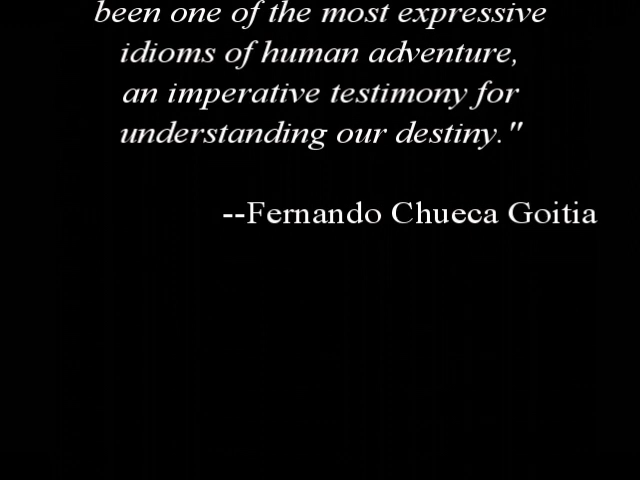 been one of the most expressive
idioms of human adventure,
an imperative testimony for
understanding our destiny."
--Fernando Chueca Goitia